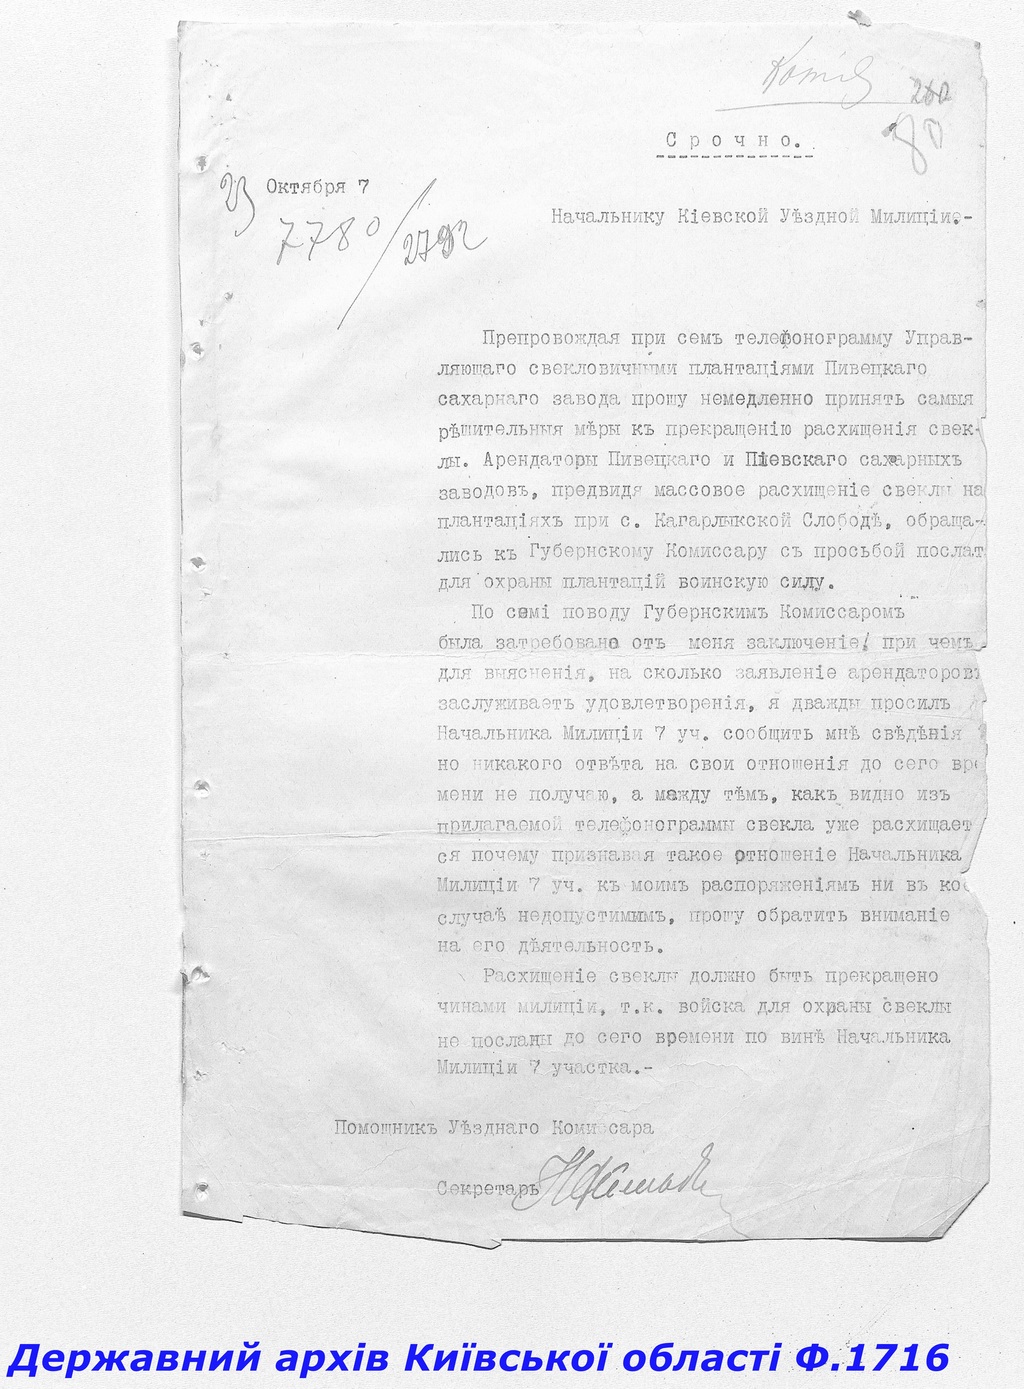 Копія
200
80
Срочно.
23 Октября 7
7780/2792
Начальнику Кіевской Уѣздной Милиціи.-
Препровождая при семъ телефонограмму Управ-
ляющаго свекловичными плантаціями Пивецкаго
сахарнаго завода прошу немедленно принять самыя
рѣшительныя мѣры къ прекращенію расхищенія свек-
лы. Арендаторы Пивецкаго и Піевскаго сахарныхъ
заводовъ, предвидя массовое расхищеніе свеклы на
плантаціяхъ при с. Кагарлыкской Слободѣ, обраща-
лись къ Губернскому Комиссару съ просьбой послат
для охраны плантацій воинскую силу.
По семі поводу Губернскимъ Комиссаромъ
была затребовано отъ меня заключеніе, при чемъ
для выясненія, на сколько заявленіе арендаторовъ
заслуживаетъ удовлетворенія, я дважды просилъ
Начальника Милиціи 7 уч. сообщить мнѣ свѣдѣнія
но никакого отвѣта на свои отношенія до сего вре
мени не получаю, а между тѣмъ, какъ видно изъ
прилагаемой телефонограммы свекла уже расхищает
ся почему признавая такое отношеніе Начальника
Милиціи 7 уч. къ моимъ распоряженіямъ ни въ ко
случаѣ недопустимымъ, прошу обратить вниманіе
на его дѣятельность.
Расхищеніе свеклы должно быть прекращено
чинами милиціи, т.к. войска для охраны свеклы
не посланы до сего времени по винѣ Начальника
Милиціи 7 участка.-
Помощникъ Уѣзднаго Комиссара
Секретарь
Державний архів Київської області Ф.1716